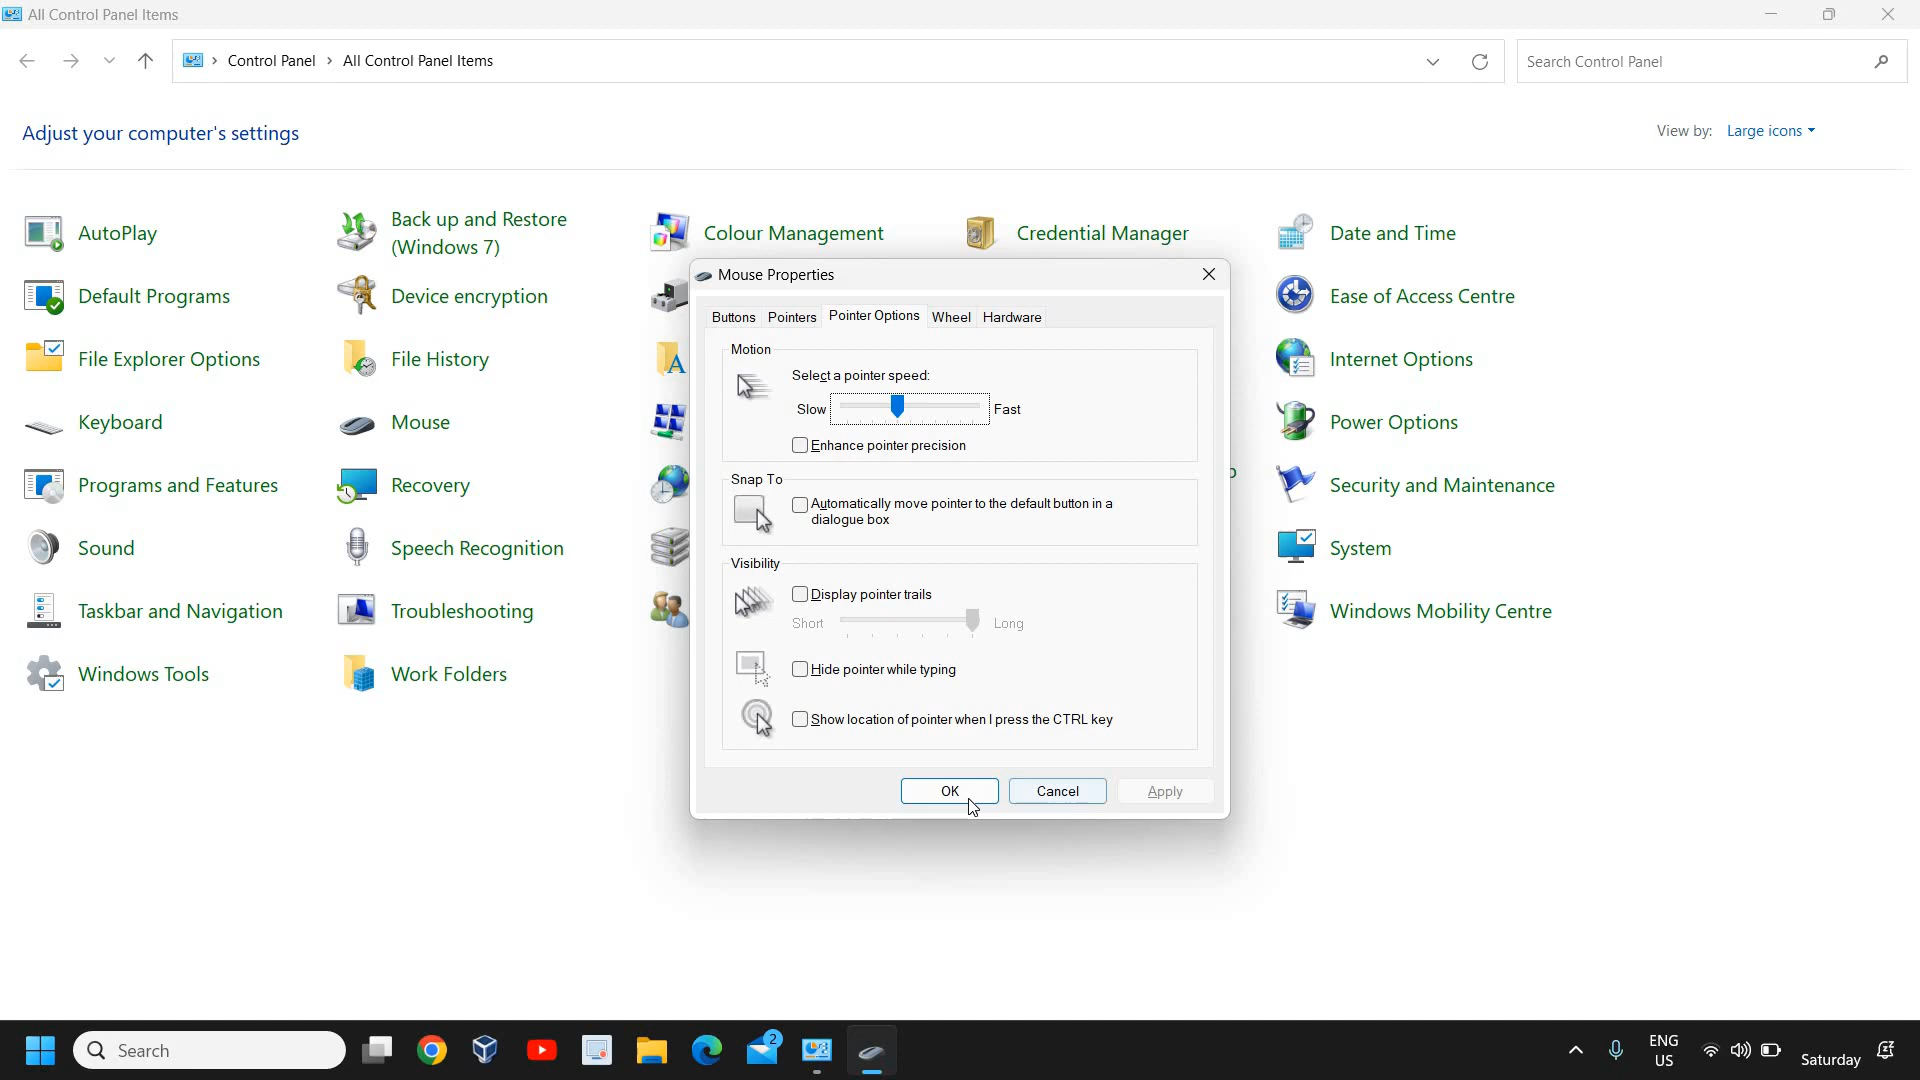 All Control Panel Items
Control Panel
All Control Panel Items
Search Control Panel
Adjust your computer's settings
View by: Large icons
AutoPlay
Back up and Restore
(Windows 7)
Colour Management
Credential Manager
Date and Time
Default Programs
Device encryption
Ease of Access Centre
File Explorer Options
File History
Internet Options
Keyboard
Mouse
Power Options
Programs and Features
Recovery
Security and Maintenance
Sound
Speech Recognition
System
Taskbar and Navigation
Troubleshooting
Windows Mobility Centre
Windows Tools
Work Folders
Mouse Properties
Buttons Pointers Pointer Options Wheel Hardware
Motion
Select a pointer speed:
Slow Fast
Enhance pointer precision
Snap To
Automatically move pointer to the default button in a
dialogue box
Visibility
Display pointer trails
Short Long
Hide pointer while typing
Show location of pointer when I press the CTRL key
OK Cancel Apply
Search
2
ENG
US
Saturday